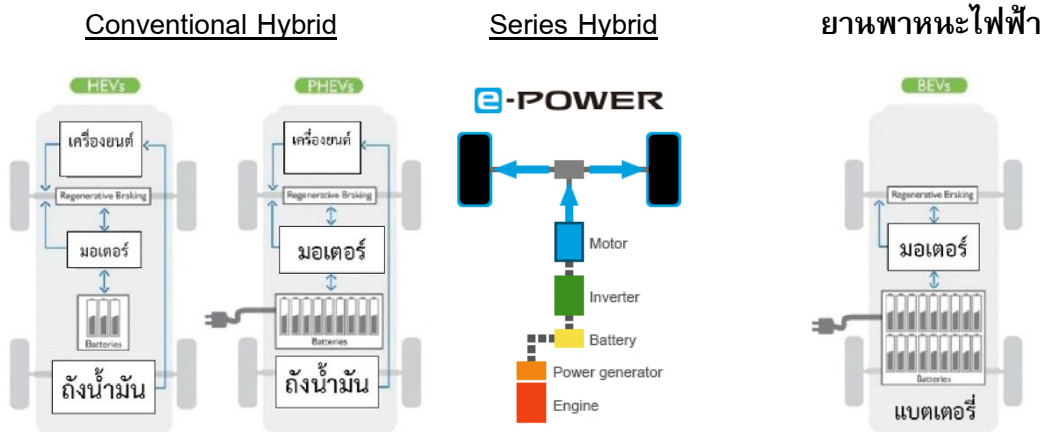 Conventional Hybrid
Series Hybrid
ยานพาหนะไฟฟ้า
HEVs
เครื่องยนต์
Regenerative Braking
มอเตอร์
Batteries
ถังน้ำมัน
PHEVs
เครื่องยนต์
Regenerative Braking
มอเตอร์
Batteries
ถังน้ำมัน
e-POWER
Motor
Inverter
Battery
Power generator
Engine
BEVs
Regenerative Braking
มอเตอร์
Batteries
แบตเตอรี่